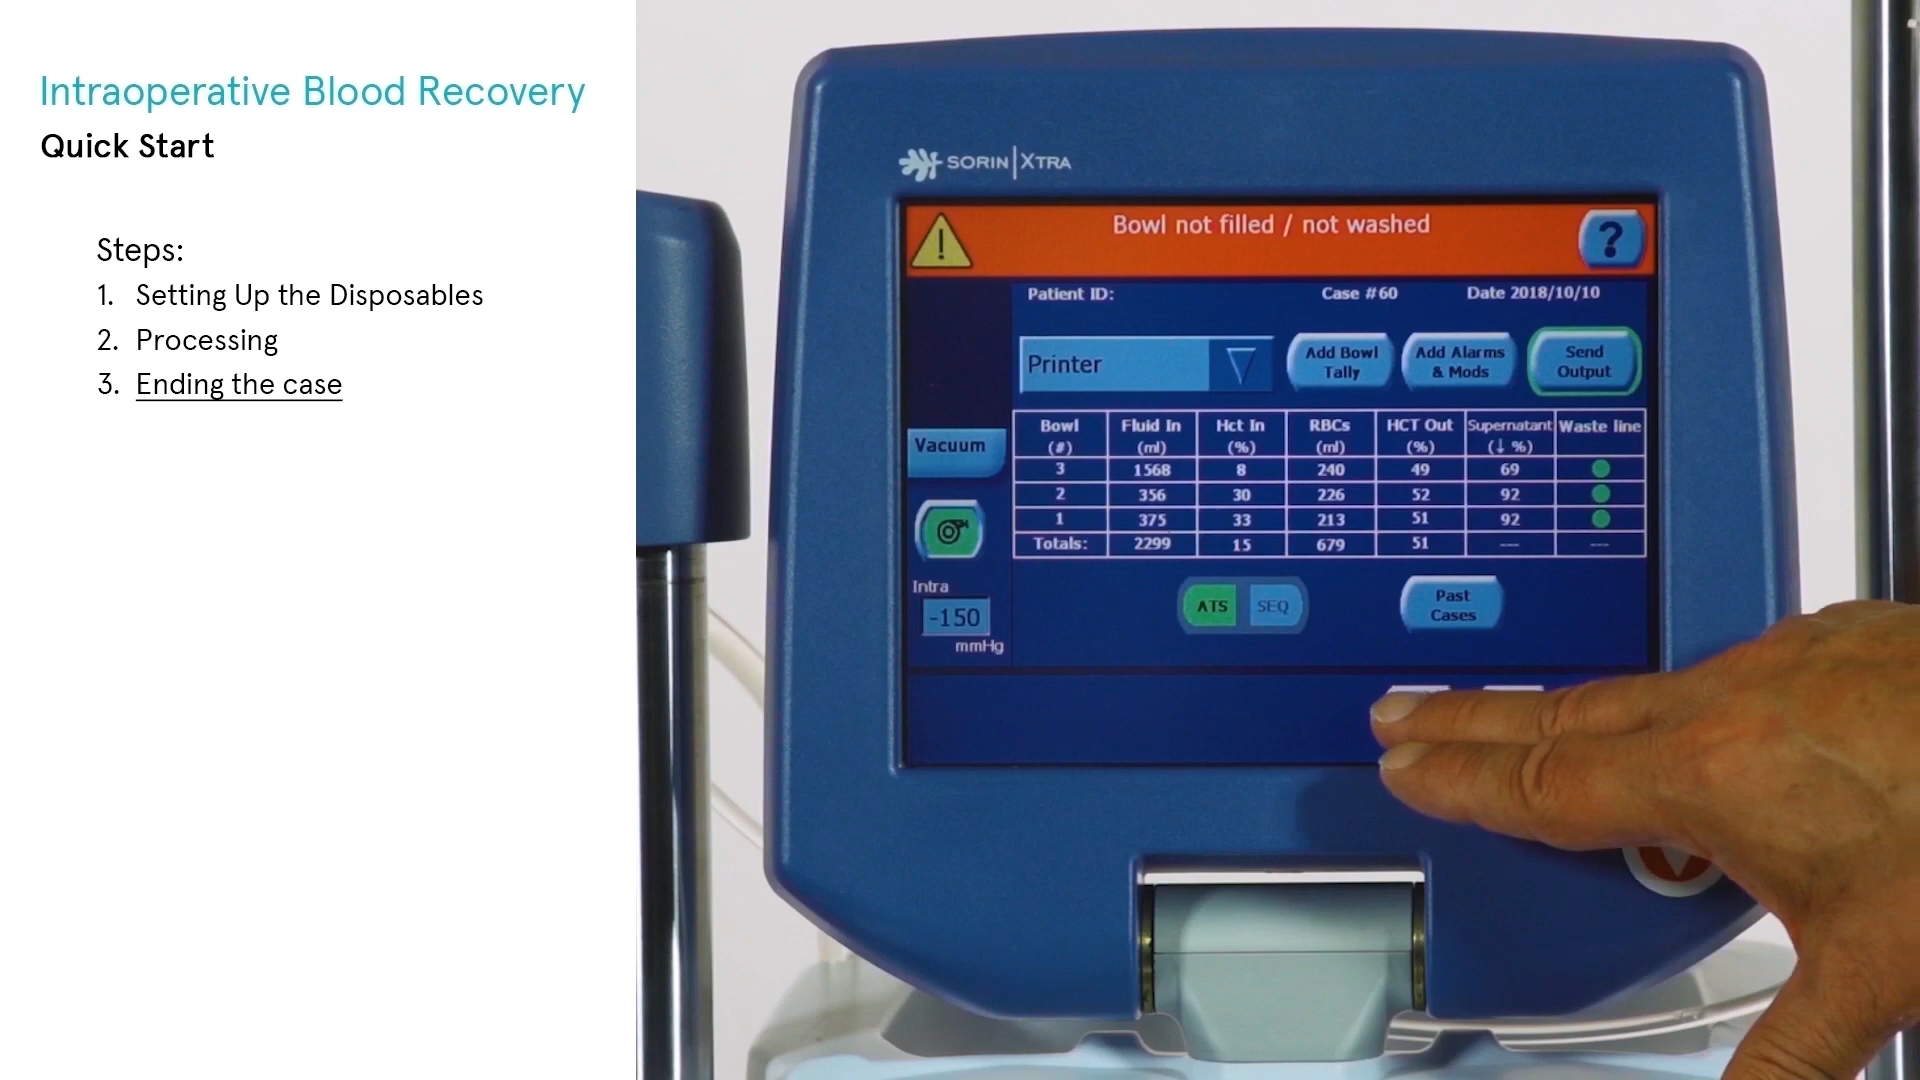 Intraoperative Blood Recovery
Quick Start
Steps:
1. Setting Up the Disposables
2. Processing
3. Ending the case
SORIN | XTRA
Bowl not filled / not washed
?
Patient ID: Case #60 Date 2018/10/10
Printer
Add Bowl Tally
Add Alarms & Mods
Send Output
Bowl (#) Fluid In (ml) Hct In (%) RBCs (ml) HCT Out (%) Supernatant (↓ %) Waste line
3 1568 8 240 49 69
2 356 30 226 52 92
1 375 33 213 51 92
Totals: 2299 15 679 51 --- ---
Vacuum
Intra
-150
mmHg
ATS SEQ
Past Cases